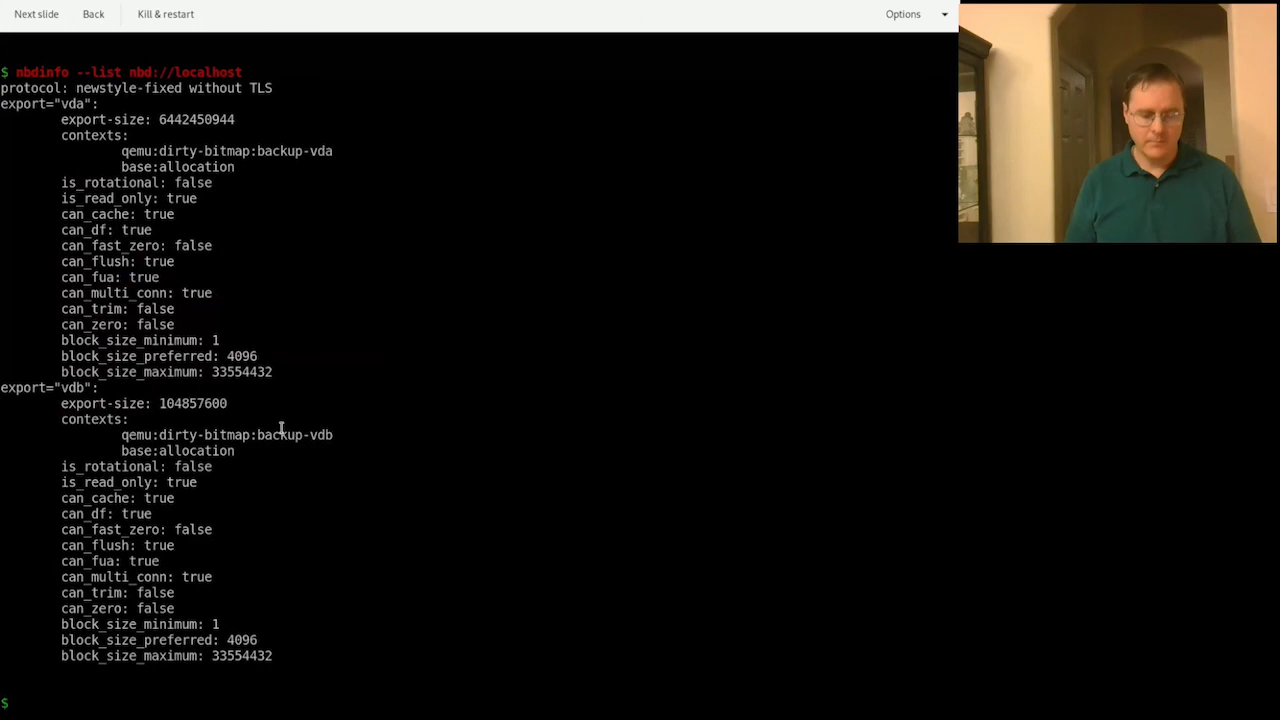 Next slide Back Kill & restart Options
$ nbdinfo --list nbd://localhost
protocol: newstyle-fixed without TLS
export="vda":
export-size: 6442450944
contexts:
qemu:dirty-bitmap:backup-vda
base:allocation
is_rotational: false
is_read_only: true
can_cache: true
can_df: true
can_fast_zero: false
can_flush: true
can_fua: true
can_multi_conn: true
can_trim: false
can_zero: false
block_size_minimum: 1
block_size_preferred: 4096
block_size_maximum: 33554432
export="vdb":
export-size: 104857600
contexts:
qemu:dirty-bitmap:backup-vdb
base:allocation
is_rotational: false
is_read_only: true
can_cache: true
can_df: true
can_fast_zero: false
can_flush: true
can_fua: true
can_multi_conn: true
can_trim: false
can_zero: false
block_size_minimum: 1
block_size_preferred: 4096
block_size_maximum: 33554432
$